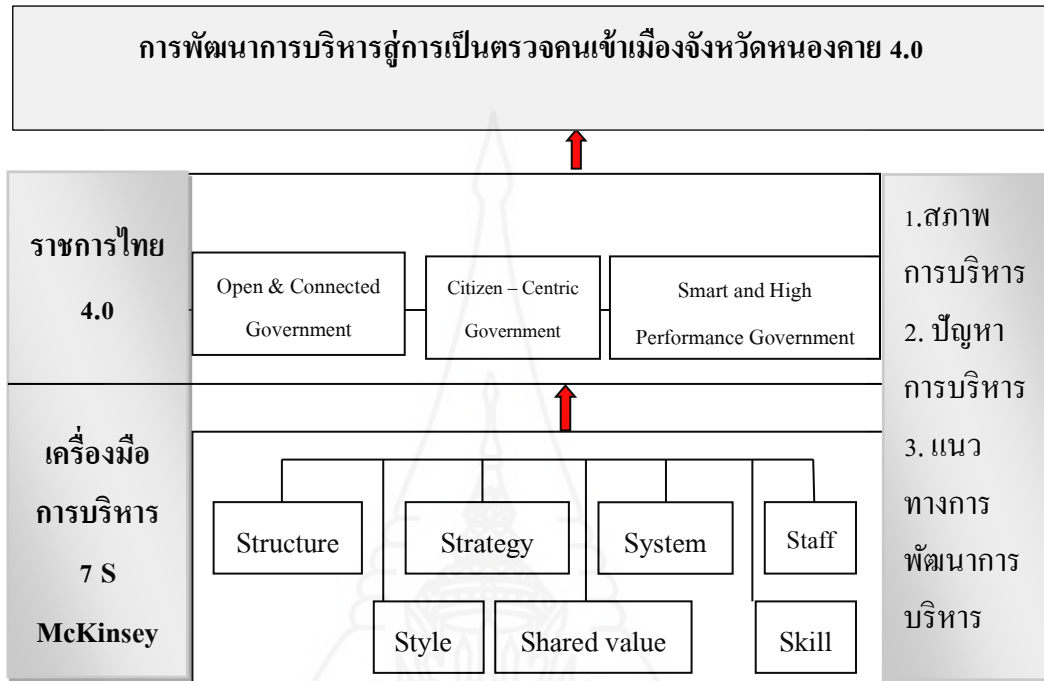 การพัฒนาการบริหารสู่การเป็นตรวจคนเข้าเมืองจังหวัดหนองคาย 4.0
ราชการไทย
4.0
Open & Connected
Government
Citizen – Centric
Government
Smart and High
Performance Government
เครื่องมือ
การบริหาร
7 S
McKinsey
Structure
Strategy
System
Staff
Style
Shared value
Skill
1.สภาพ
การบริหาร
2. ปัญหา
การบริหาร
3. แนว
ทางการ
พัฒนาการ
บริหาร